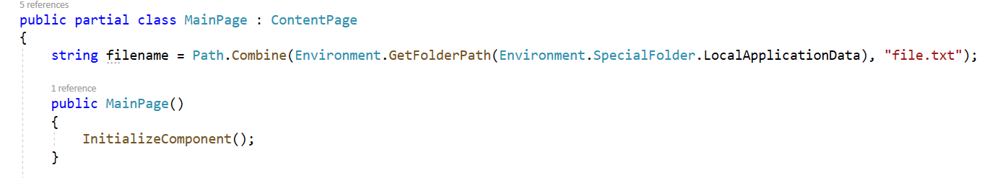 5 references
public partial class MainPage : ContentPage
{
string filename = Path.Combine(Environment.GetFolderPath(Environment.SpecialFolder.LocalApplicationData), "file.txt");
1 reference
public MainPage()
{
InitializeComponent();
}